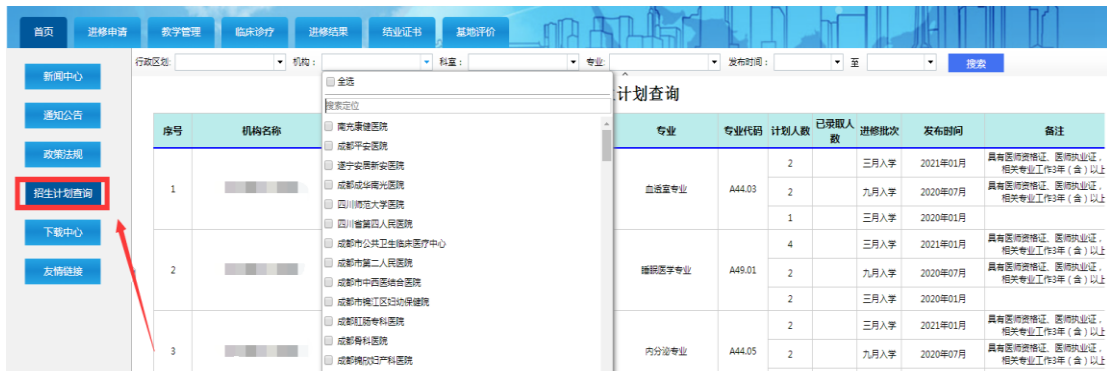 首页 进修申请 教学管理 临床诊疗 进修结果 结业证书 基地评价
行政区划: 机构： 科室： 专业: 发布时间： 至 搜索
新闻中心
通知公告
政策法规
招生计划查询
下载中心
友情链接
全选
搜索定位
南充康健医院
成都平安医院
遂宁安居新安医院
成都成华南光医院
四川师范大学医院
四川省第四人民医院
成都市公共卫生临床医疗中心
成都市第二人民医院
成都市中西医结合医院
成都市锦江区妇幼保健院
成都肛肠专科医院
成都骨科医院
成都锦欣妇产科医院
计划查询
序号 机构名称 专业 专业代码 计划人数 已录取人数 进修批次 发布时间 备注
1 血透室专业 A44.03
2 三月入学 2021年01月 具有医师资格证、医师执业证，相关专业工作3年（含）以上
2 九月入学 2020年07月 具有医师资格证、医师执业证，相关专业工作3年（含）以上
1 三月入学 2020年01月
2 睡眠医学专业 A49.01
4 三月入学 2021年01月 具有医师资格证、医师执业证，相关专业工作3年（含）以上
2 九月入学 2020年07月 具有医师资格证、医师执业证，相关专业工作3年（含）以上
2 三月入学 2020年01月
3 内分泌专业 A44.05
2 三月入学 2021年01月 具有医师资格证、医师执业证，相关专业工作3年（含）以上
2 九月入学 2020年07月 具有医师资格证、医师执业证，相关专业工作3年（含）以上